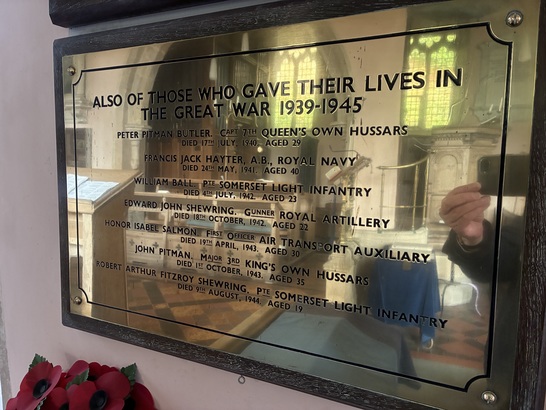 ALSO OF THOSE WHO GAVE THEIR LIVES IN
THE GREAT WAR 1939-1945
PETER PITMAN BUTLER. CAPT 7TH QUEEN'S OWN HUSSARS
DIED 17TH JULY, 1940. AGED 29
FRANCIS JACK HAYTER, A.B., ROYAL NAVY
DIED 24TH MAY, 1941. AGED 40
WILLIAM BALL. PTE SOMERSET LIGHT INFANTRY
DIED 4TH JULY, 1942. AGED 23
EDWARD JOHN SHEWRING. GUNNER ROYAL ARTILLERY
DIED 18TH OCTOBER, 1942. AGED 22
HONOR ISABEL SALMON. FIRST OFFICER AIR TRANSPORT AUXILIARY
DIED 19TH APRIL, 1943. AGED 30
JOHN PITMAN. MAJOR 3RD KING'S OWN HUSSARS
DIED 1ST OCTOBER, 1943. AGED 35
ROBERT ARTHUR FITZROY SHEWRING. PTE SOMERSET LIGHT INFANTRY
DIED 9TH AUGUST, 1944. AGED 19